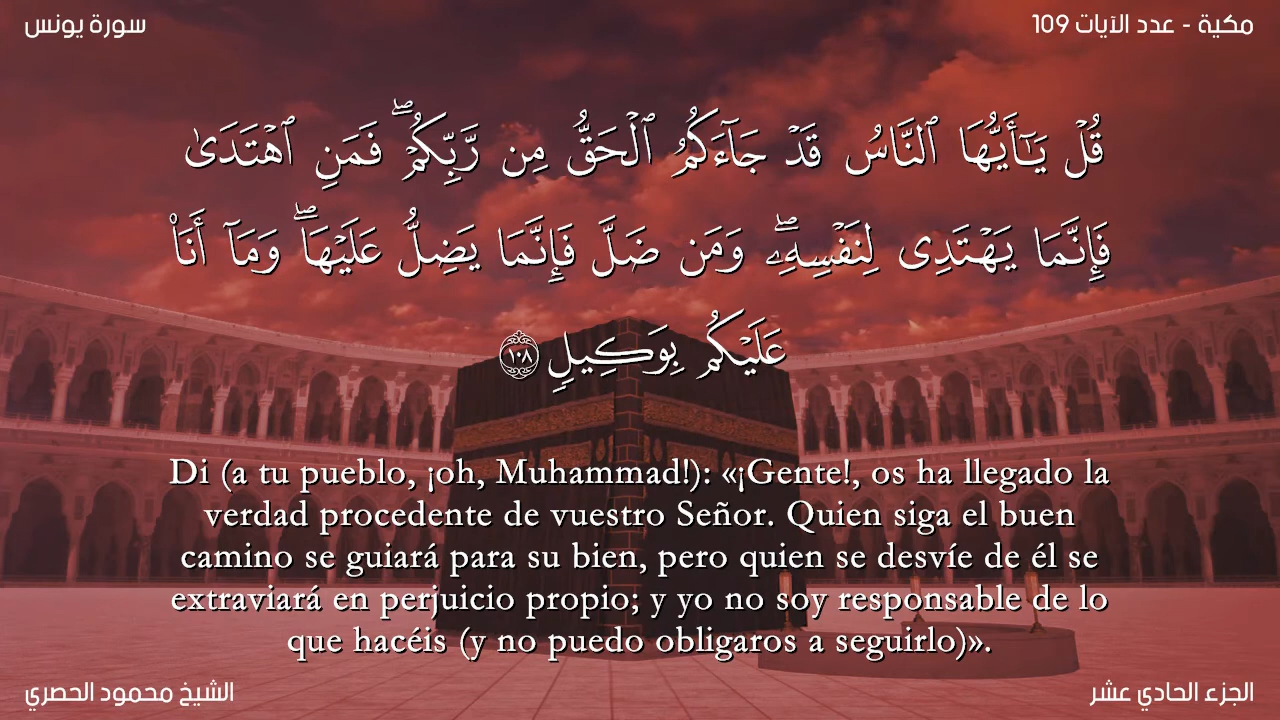 مكية - عدد الآيات 109
سورة يونس
قُلْ يَـٰٓأَيُّهَا ٱلنَّاسُ قَدْ جَآءَكُمُ ٱلْحَقُّ مِن رَّبِّكُمْ ۖ فَمَنِ ٱهْتَدَىٰ
فَإِنَّمَا يَهْتَدِى لِنَفْسِهِۦ ۖ وَمَن ضَلَّ فَإِنَّمَا يَضِلُّ عَلَيْهَا ۖ وَمَآ أَنَا۠
عَلَيْكُم بِوَكِيلٍ ١٠٨
Di (a tu pueblo, ¡oh, Muhammad!): «¡Gente!, os ha llegado la
verdad procedente de vuestro Señor. Quien siga el buen
camino se guiará para su bien, pero quien se desvíe de él se
extraviará en perjuicio propio; y yo no soy responsable de lo
que hacéis (y no puedo obligaros a seguirlo)».
الجزء الحادي عشر
الشيخ محمود الحصري